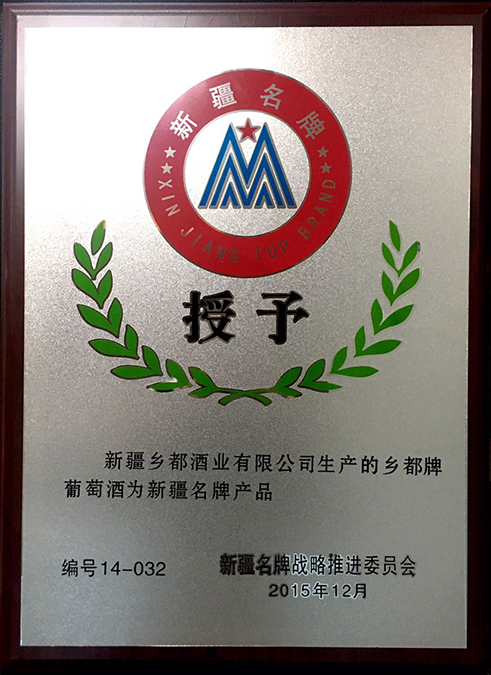 新疆名牌
XIN JIANG TOP BRAND
授予
新疆乡都酒业有限公司生产的乡都牌
葡萄酒为新疆名牌产品
编号14-032
新疆名牌战略推进委员会
2015年12月